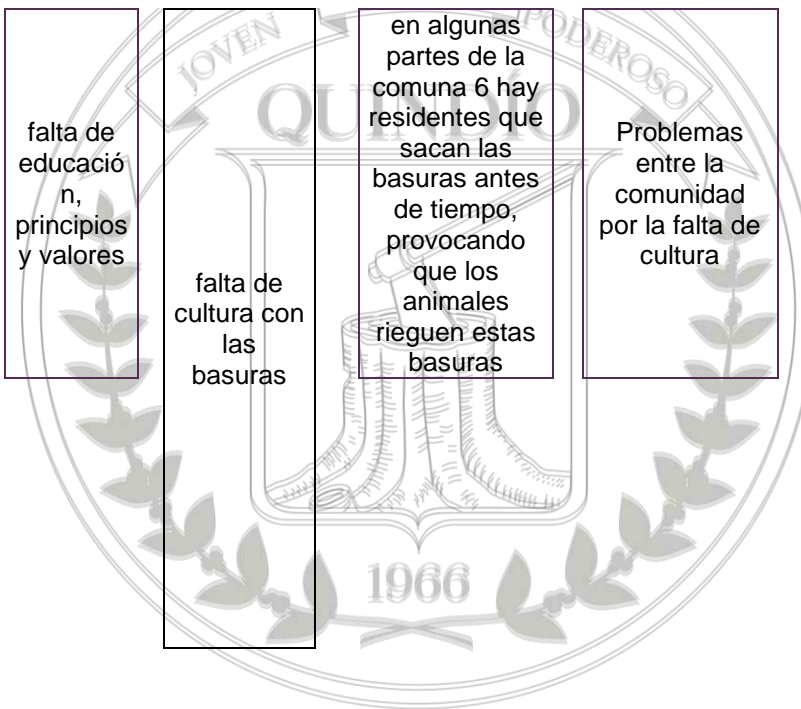 JOVEN
PODEROSO
QUINDÍO
falta de
educació
n,
principios
y valores
falta de
cultura con
las
basuras
en algunas
partes de la
comuna 6 hay
residentes que
sacan las
basuras antes
de tiempo,
provocando
que los
animales
rieguen estas
basuras
Problemas
entre la
comunidad
por la falta de
cultura
1966